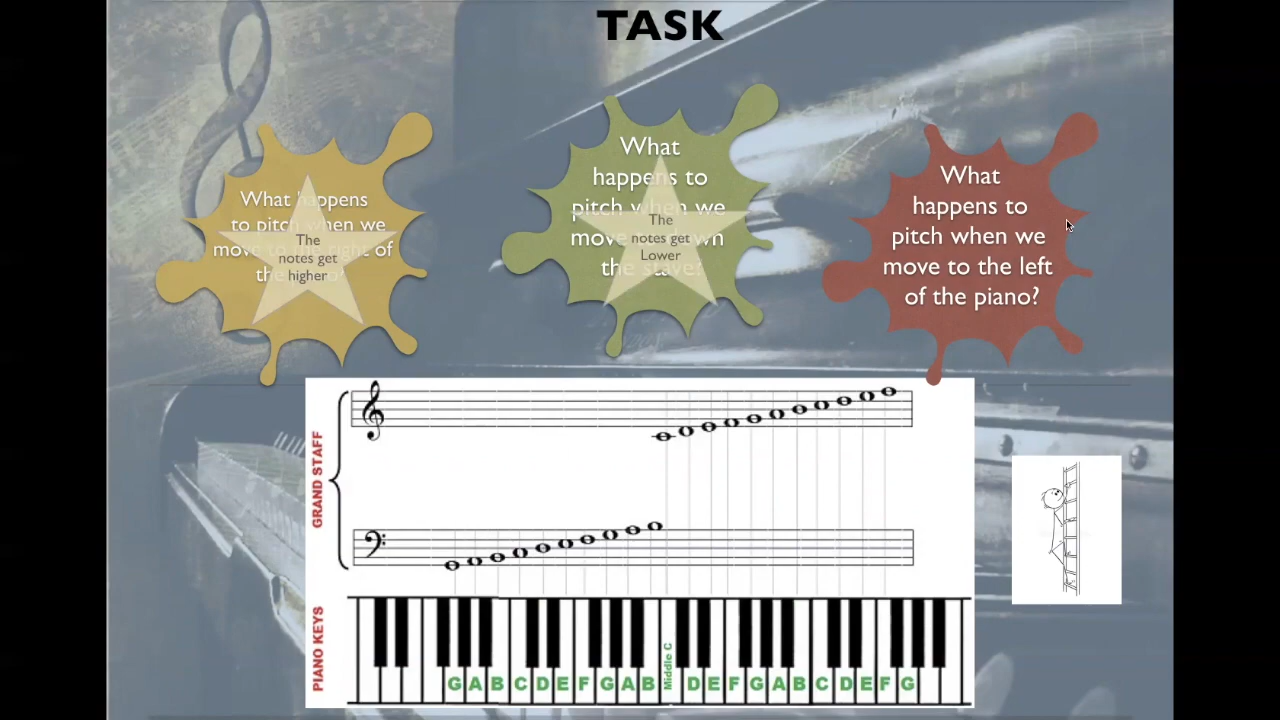 TASK
What happens
to pitch when we
move to the right of
the
The
notes get
higher
What
happens to
pitch when we
move down
the stave?
The
notes get
Lower
What
happens to
pitch when we
move to the left
of the piano?
GRAND STAFF
PIANO KEYS
G A B C D E F G A B Middle C D E F G A B C D E F G